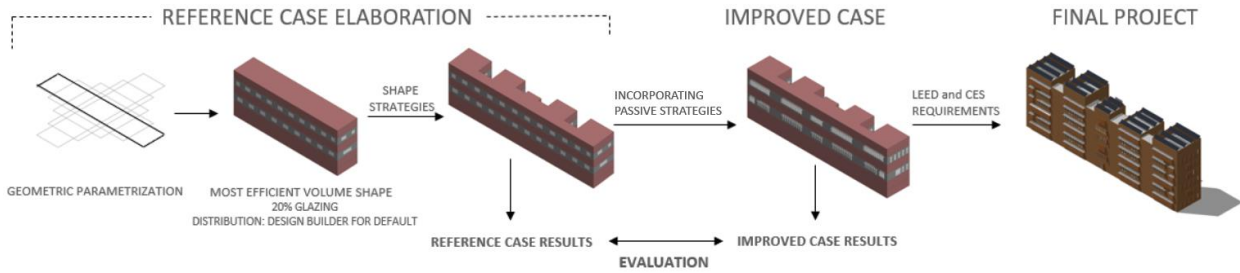 REFERENCE CASE ELABORATION
IMPROVED CASE
FINAL PROJECT
SHAPE
STRATEGIES
INCORPORATING
PASSIVE STRATEGIES
LEED and CES
REQUIREMENTS
GEOMETRIC PARAMETRIZATION
MOST EFFICIENT VOLUME SHAPE
20% GLAZING
DISTRIBUTION: DESIGN BUILDER FOR DEFAULT
REFERENCE CASE RESULTS
IMPROVED CASE RESULTS
EVALUATION